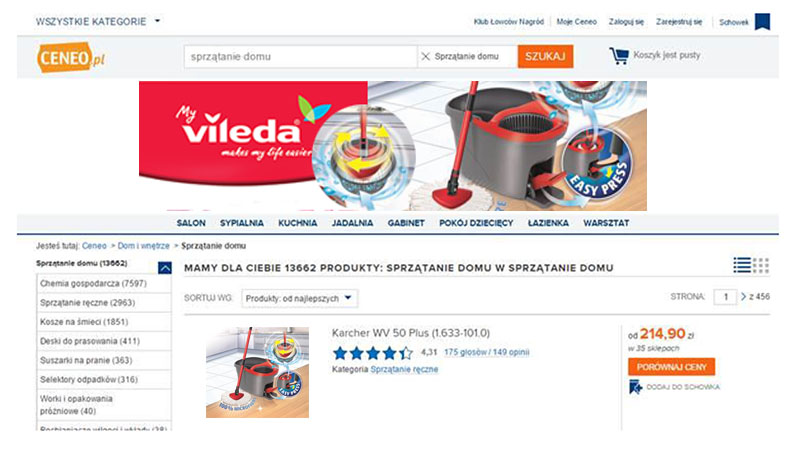 WSZYSTKIE KATEGORIE
Klub Łowców Nagród
Moje Ceneo
Zaloguj się
Zarejestruj się
Schowek
CENEO.pl
sprzątanie domu
Sprzątanie domu
SZUKAJ
Koszyk jest pusty
My
vileda®
makes my life easier
EASY PRESS
SALON SYPIALNIA KUCHNIA JADALNIA GABINET POKÓJ DZIECIĘCY ŁAZIENKA WARSZTAT
Jesteś tutaj: Ceneo > Dom i wnętrze > Sprzątanie domu
Sprzątanie domu (13662)
Chemia gospodarcza (7597)
Sprzątanie ręczne (2963)
Kosze na śmieci (1851)
Deski do prasowania (411)
Suszarki na pranie (363)
Selektory odpadków (316)
Worki i opakowania
próżniowe (40)
Pochłaniacze wilgoci i wkłady (38)
MAMY DLA CIEBIE 13662 PRODUKTY: SPRZĄTANIE DOMU W SPRZĄTANIE DOMU
SORTUJ WG: Produkty: od najlepszych
STRONA: 1 > z 456
EASY PRESS
100% MICROFIBRE
Karcher WV 50 Plus (1.633-101.0)
4,31 175 głosów / 149 opinii
Kategoria Sprzątanie ręczne
od 214,90 zł
w 35 sklepach
PORÓWNAJ CENY
DODAJ DO SCHOWKA